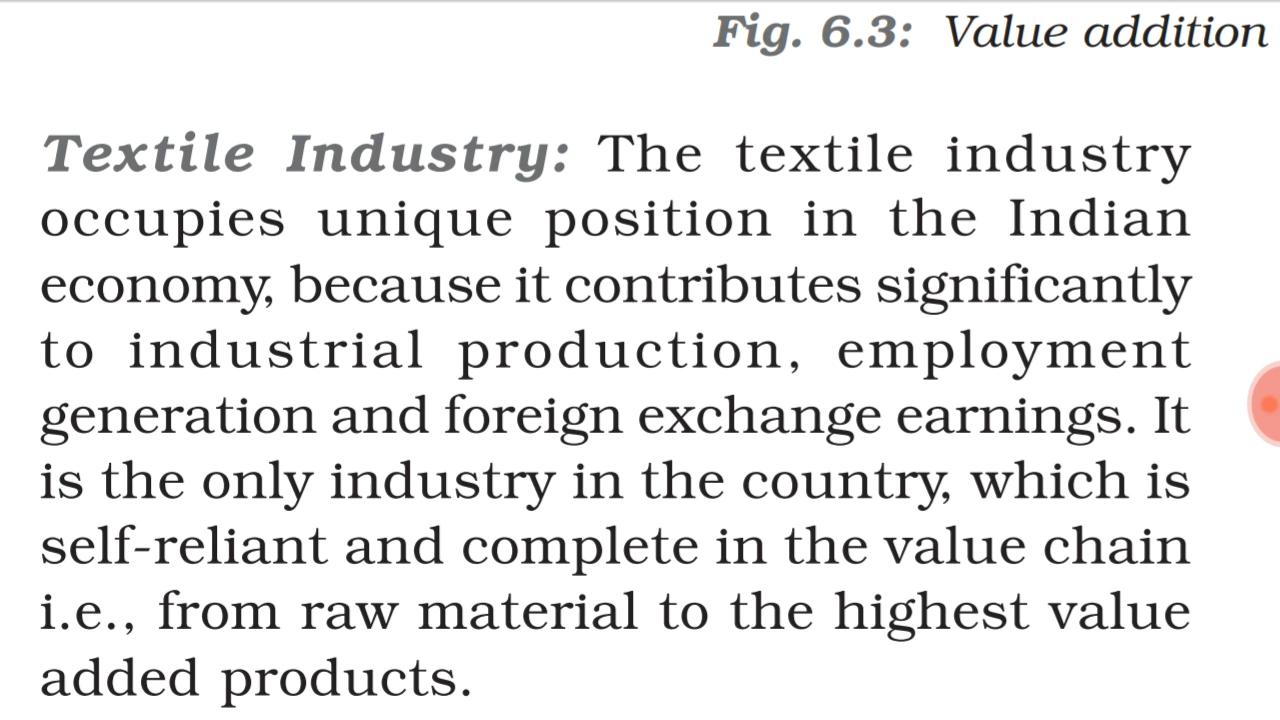 Fig. 6.3: Value addition
Textile Industry: The textile industry
occupies unique position in the Indian
economy, because it contributes significantly
to industrial production, employment
generation and foreign exchange earnings. It
is the only industry in the country, which is
self-reliant and complete in the value chain
i.e., from raw material to the highest value
added products.